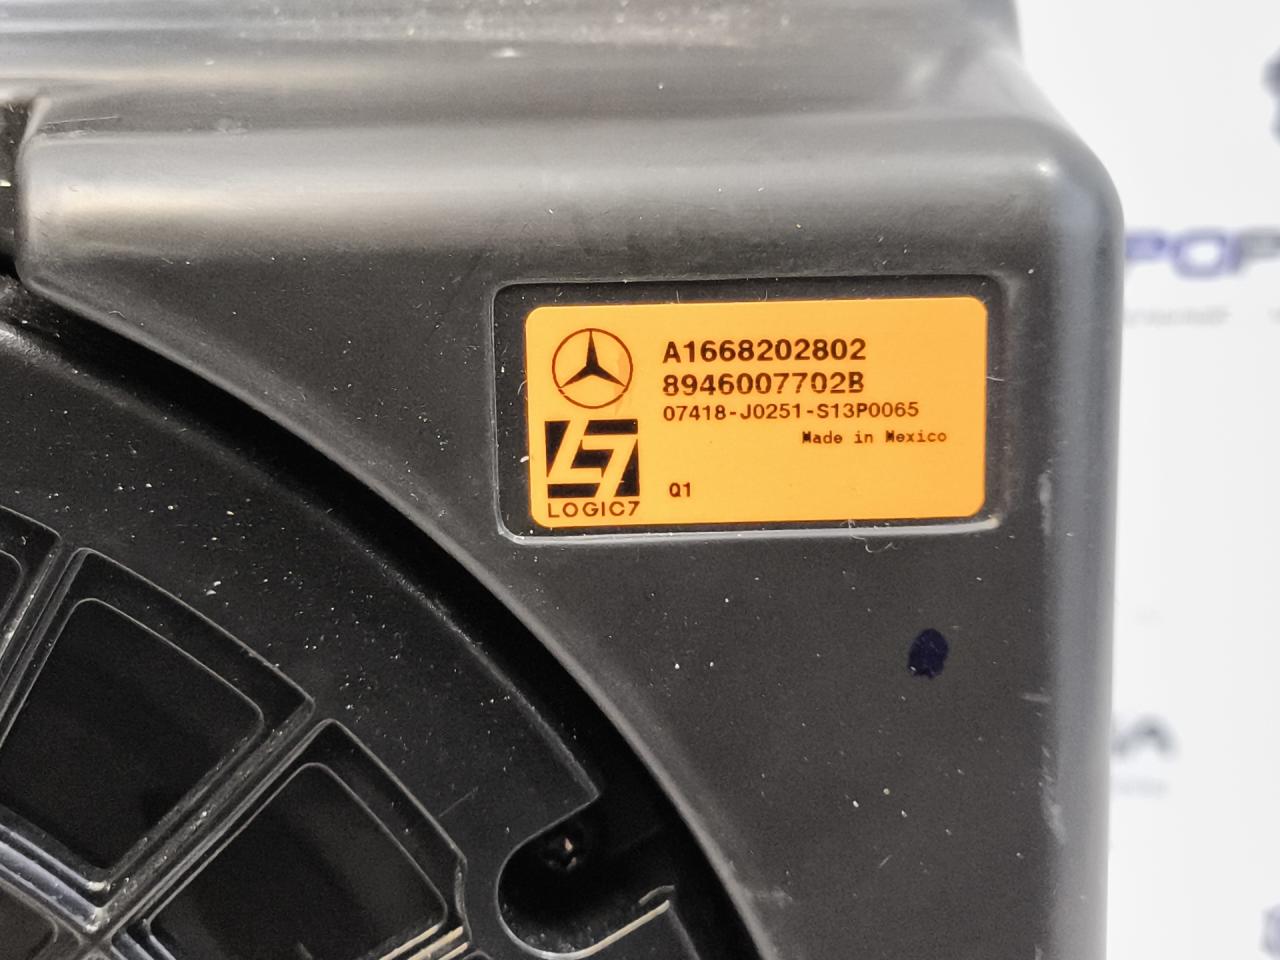 A1668202802
8946007702B
07418-J0251-S13P0065
Made in Mexico
LOGIC7
Q1